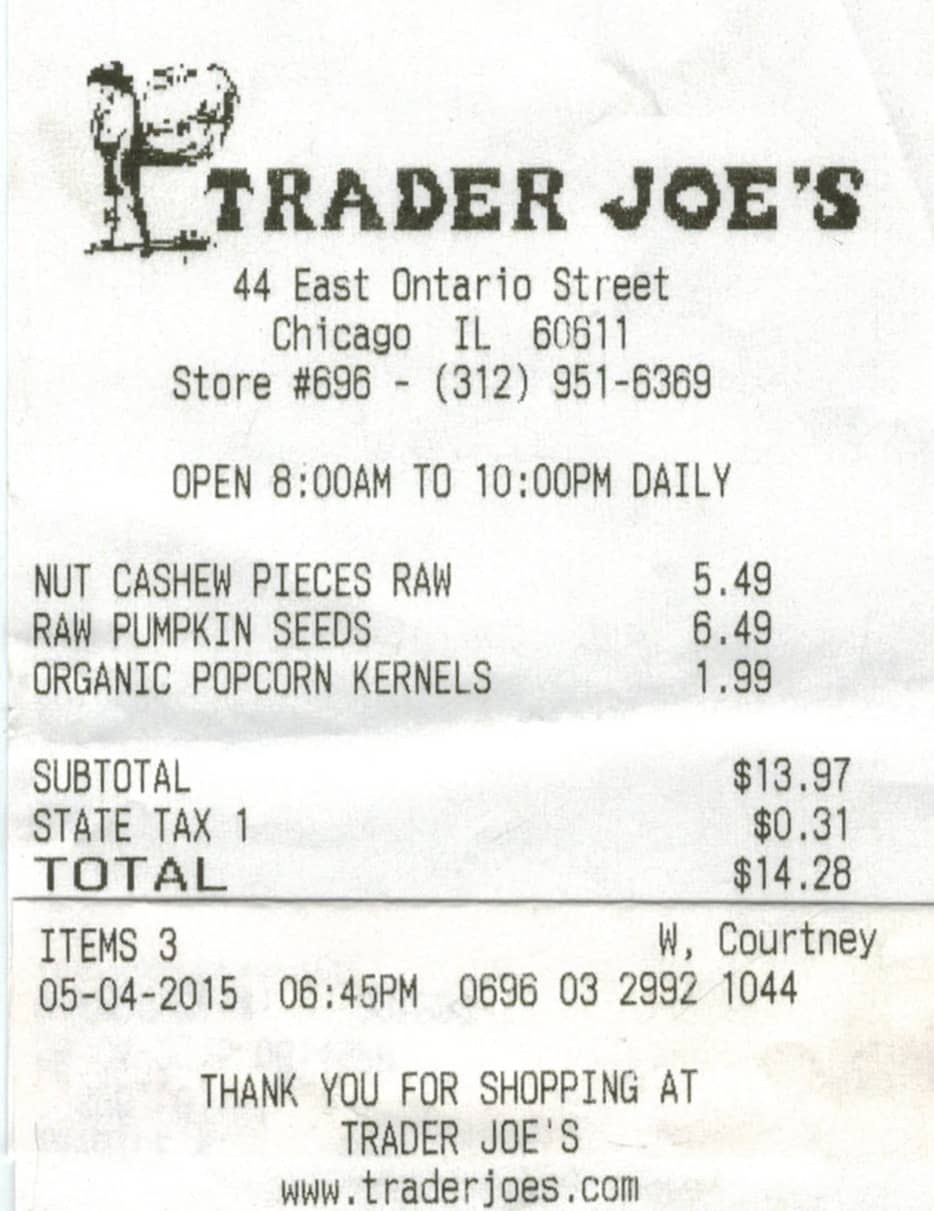 TRADER JOE'S
44 East Ontario Street
Chicago IL 60611
Store #696 - (312) 951-6369
OPEN 8:00AM TO 10:00PM DAILY
NUT CASHEW PIECES RAW 5.49
RAW PUMPKIN SEEDS 6.49
ORGANIC POPCORN KERNELS 1.99
SUBTOTAL $13.97
STATE TAX 1 $0.31
TOTAL $14.28
ITEMS 3 W, Courtney
05-04-2015 06:45PM 0696 03 2992 1044
THANK YOU FOR SHOPPING AT
TRADER JOE'S
www.traderjoes.com